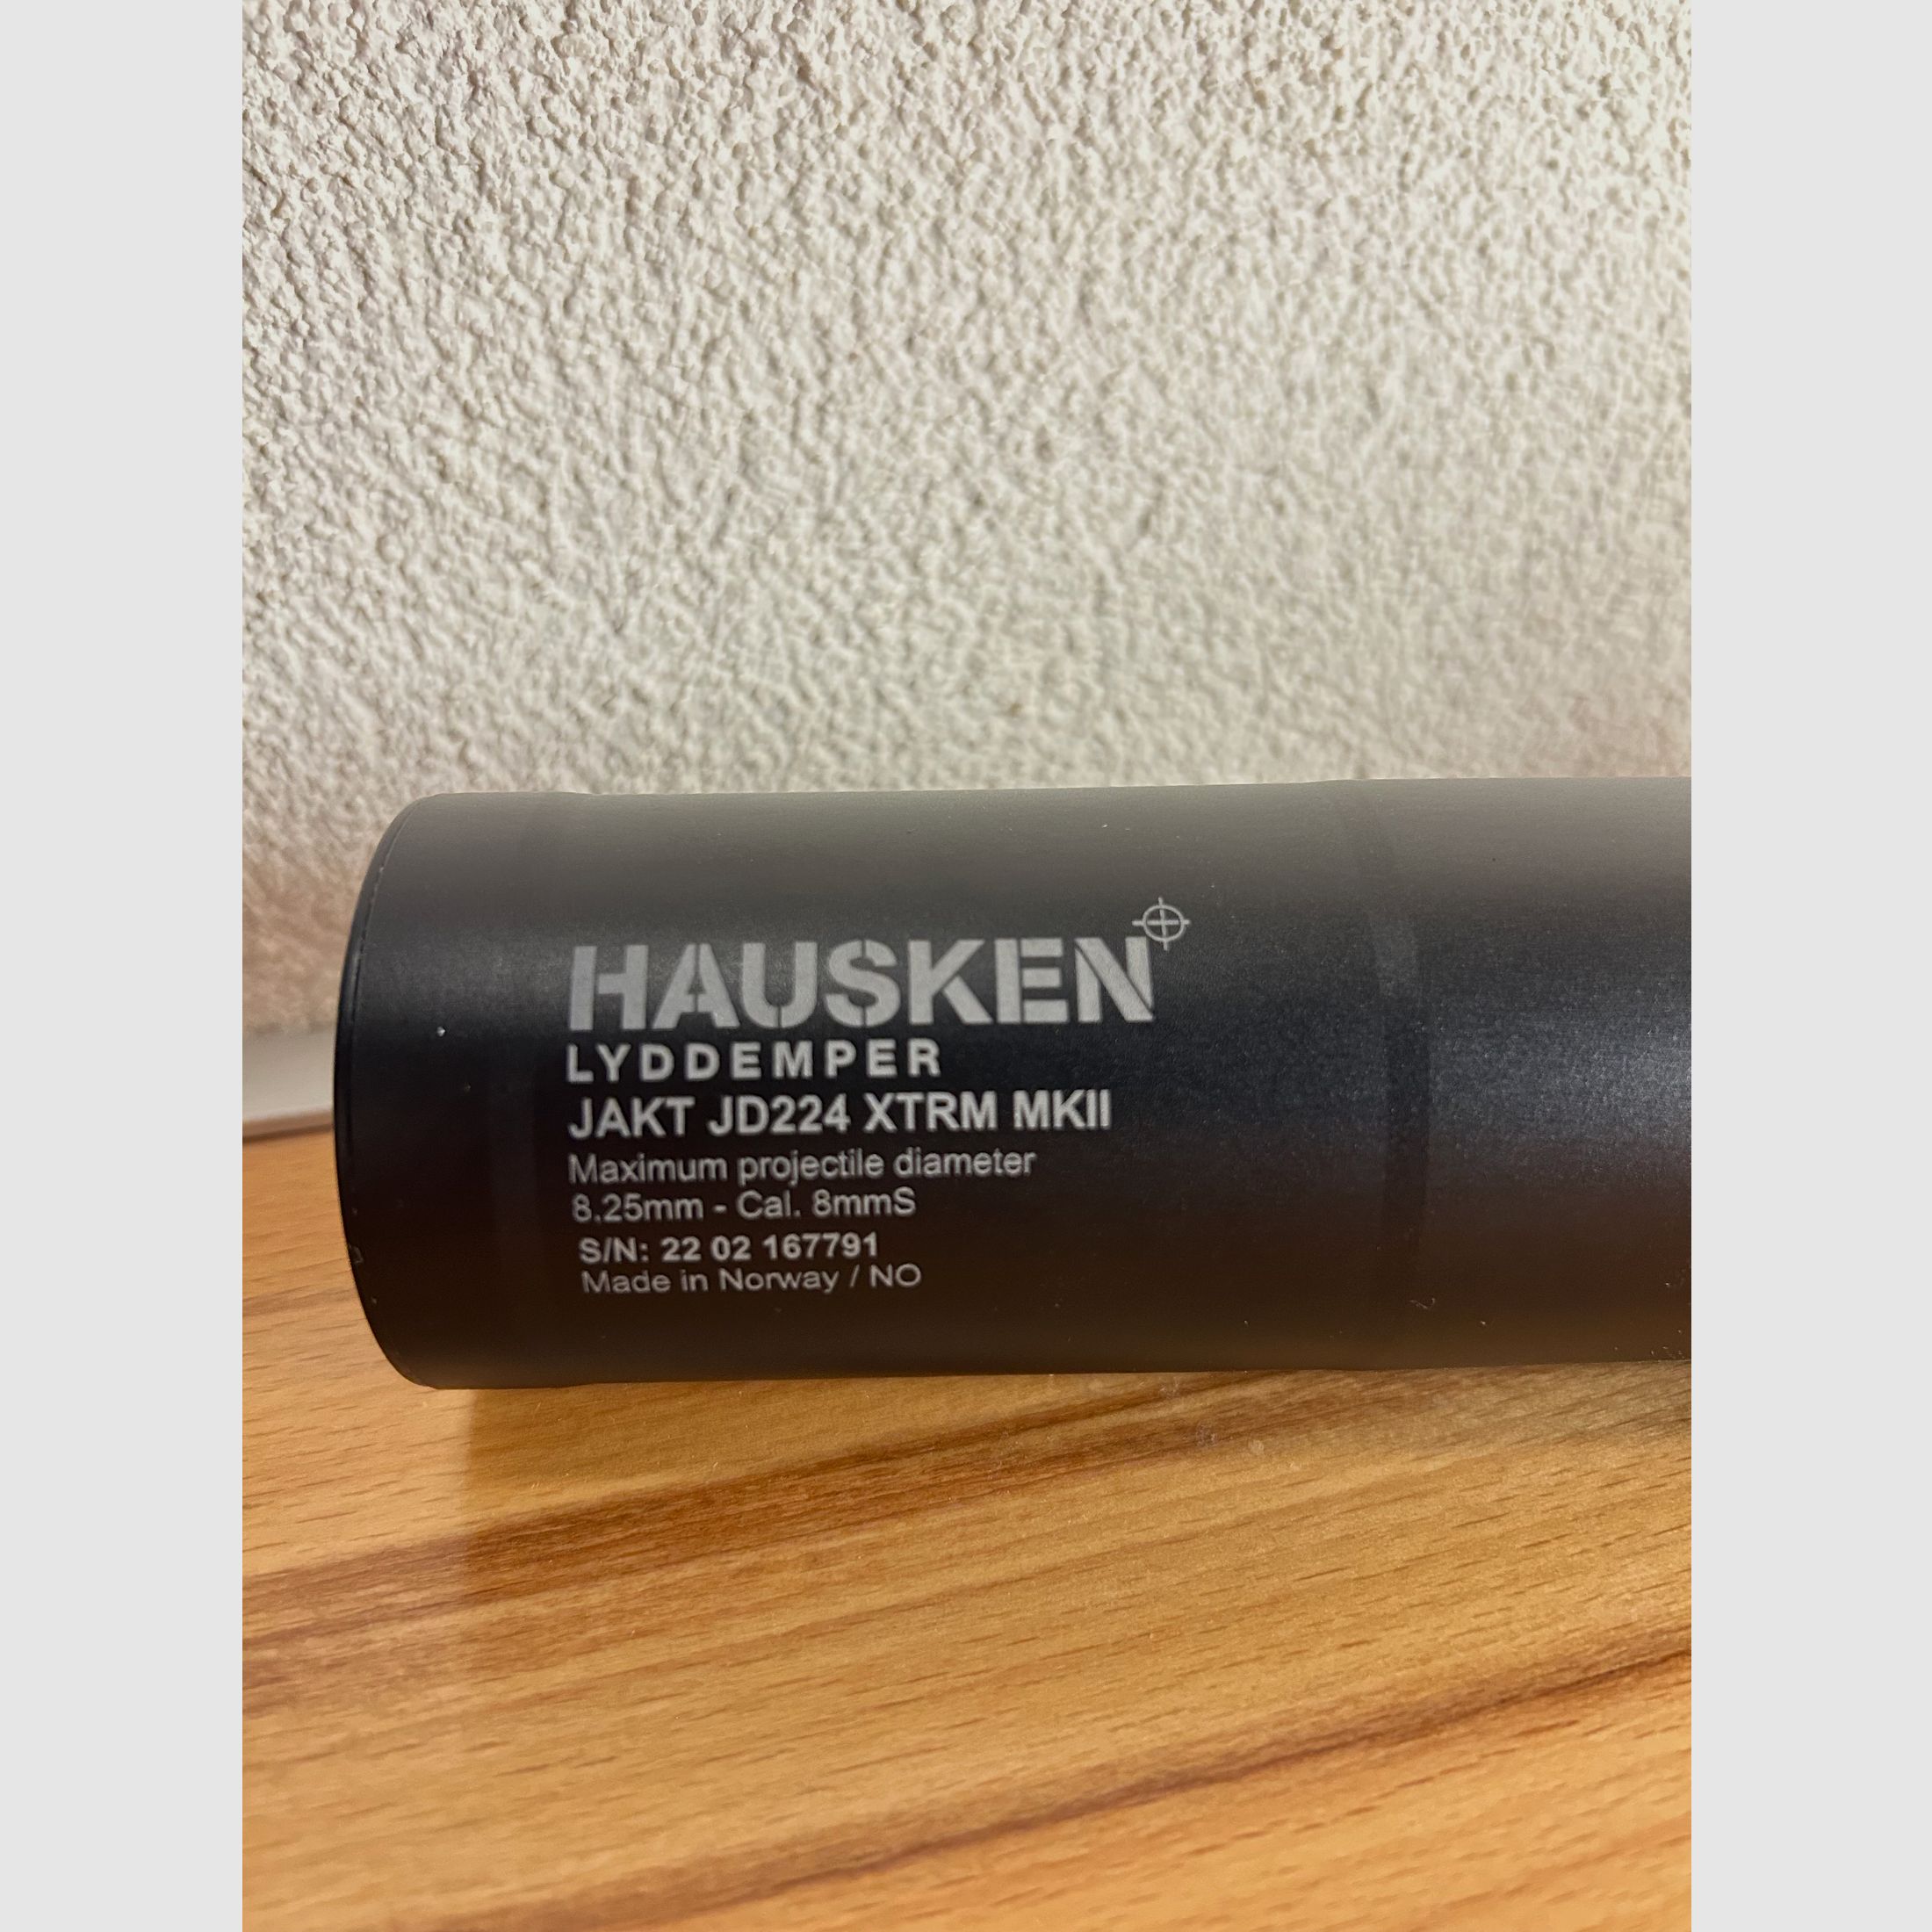 HAUSKEN
LYDDEMPER
JAKT JD224 XTRM MKII
Maximum projectile diameter
8.25mm - Cal. 8mmS
S/N: 22 02 167791
Made in Norway / NO